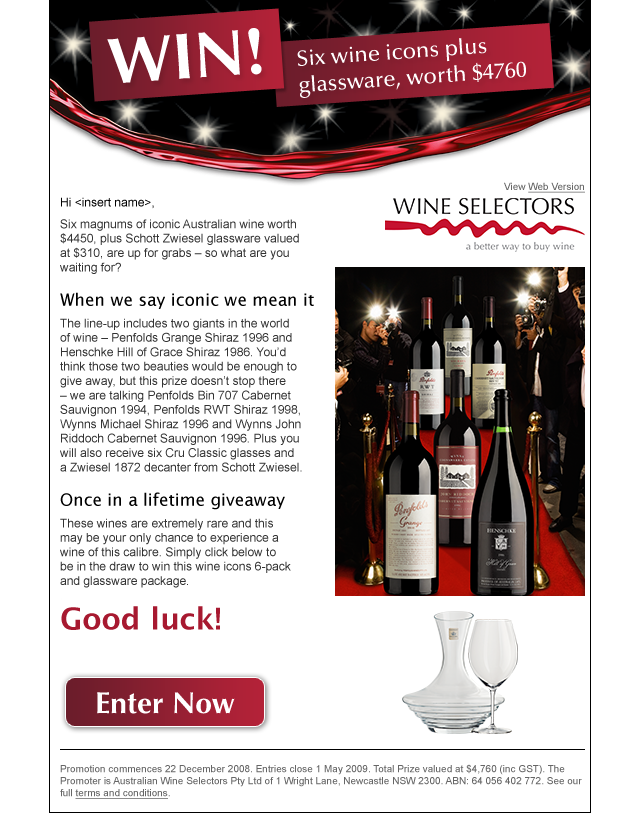 WIN!
Six wine icons plus
glassware, worth $4760
View Web Version
WINE SELECTORS
a better way to buy wine
Hi <insert name>,
Six magnums of iconic Australian wine worth
$4450, plus Schott Zwiesel glassware valued
at $310, are up for grabs – so what are you
waiting for?
When we say iconic we mean it
The line-up includes two giants in the world
of wine – Penfolds Grange Shiraz 1996 and
Henschke Hill of Grace Shiraz 1986. You’d
think those two beauties would be enough to
give away, but this prize doesn’t stop there
– we are talking Penfolds Bin 707 Cabernet
Sauvignon 1994, Penfolds RWT Shiraz 1998,
Wynns Michael Shiraz 1996 and Wynns John
Riddoch Cabernet Sauvignon 1996. Plus you
will also receive six Cru Classic glasses and
a Zwiesel 1872 decanter from Schott Zwiesel.
Once in a lifetime giveaway
These wines are extremely rare and this
may be your only chance to experience a
wine of this calibre. Simply click below to
be in the draw to win this wine icons 6-pack
and glassware package.
Good luck!
Enter Now
Penfolds
RWT
Penfolds
Grange
HENSCHKE
Hill of Grace
Promotion commences 22 December 2008. Entries close 1 May 2009. Total Prize valued at $4,760 (inc GST). The
Promoter is Australian Wine Selectors Pty Ltd of 1 Wright Lane, Newcastle NSW 2300. ABN: 64 056 402 772. See our
full terms and conditions.